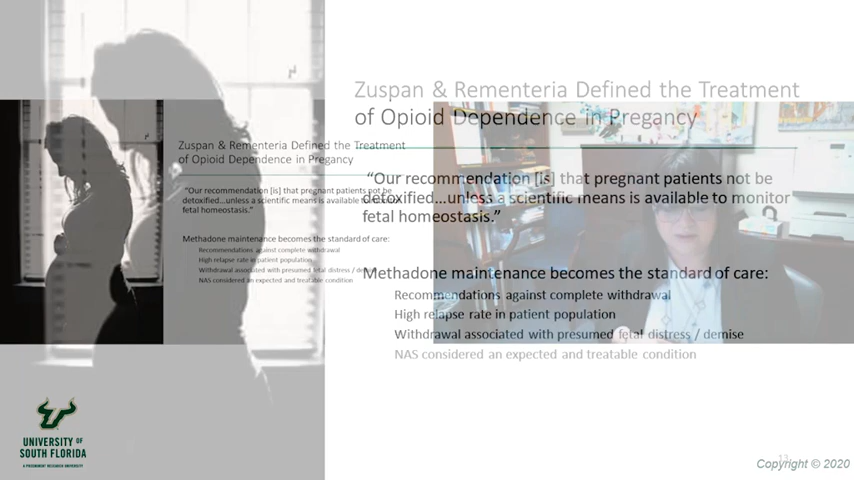 Zuspan & Rementeria Defined the Treatment
of Opioid Dependence in Pregancy
“Our recommendation [is] that pregnant patients not be
detoxified...unless a scientific means is available to monitor
fetal homeostasis.”
Methadone maintenance becomes the standard of care:
Recommendations against complete withdrawal
High relapse rate in patient population
Withdrawal associated with presumed fetal distress / demise
NAS considered an expected and treatable condition
Zuspan & Rementeria Defined the Treatment
of Opioid Dependence in Pregancy
“Our recommendation [is] that pregnant patients not be
detoxified...unless a scientific means is available to
fetal homeostasis.”
Methadone maintenance becomes the standard of care:
Recommendations against complete withdrawal
High relapse rate in patient population
Withdrawal associated with presumed fetal distress /
NAS considered an expected and treatable condition
UNIVERSITY OF
SOUTH FLORIDA
A PREEMINENT RESEARCH UNIVERSITY
13
Copyright © 2020